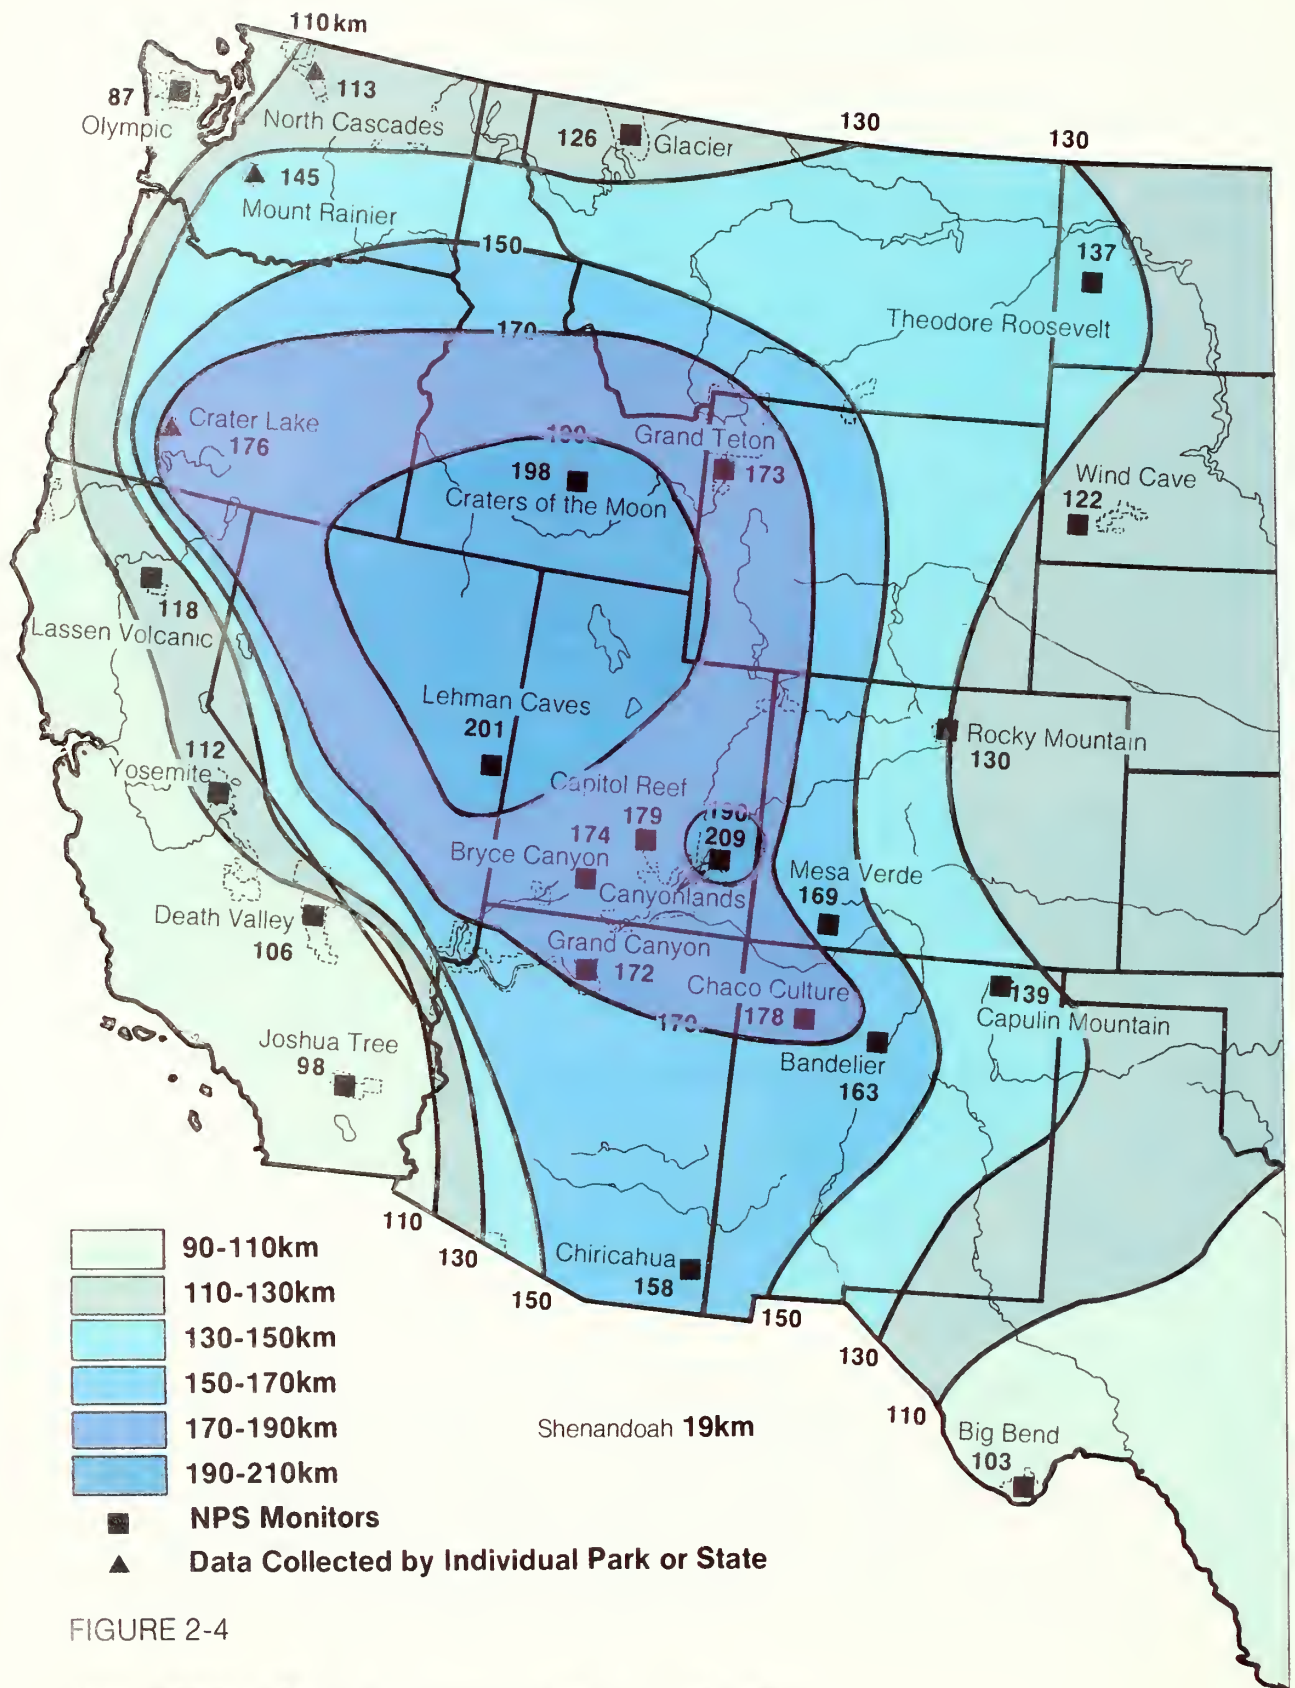 110km
113
North Cascades
87
Olympic
126
Glacier
130
130
145
Mount Rainier
150
137
Theodore Roosevelt
170
Crater Lake
176
190
198
Craters of the Moon
Grand Teton
173
Wind Cave
122
118
Lassen Volcanic
Lehman Caves
201
112
Yosemite
Rocky Mountain
130
Capitol Reef
179
174
Bryce Canyon
190
209
Canyonlands
Mesa Verde
169
Death Valley
106
Grand Canyon
172
Chaco Culture
178
170
139
Capulin Mountain
Joshua Tree
98
Bandelier
163
110
130
150
Chiricahua
158
150
130
110
Big Bend
103
90-110km
110-130km
130-150km
150-170km
170-190km
190-210km
NPS Monitors
Data Collected by Individual Park or State
Shenandoah 19km
FIGURE 2-4